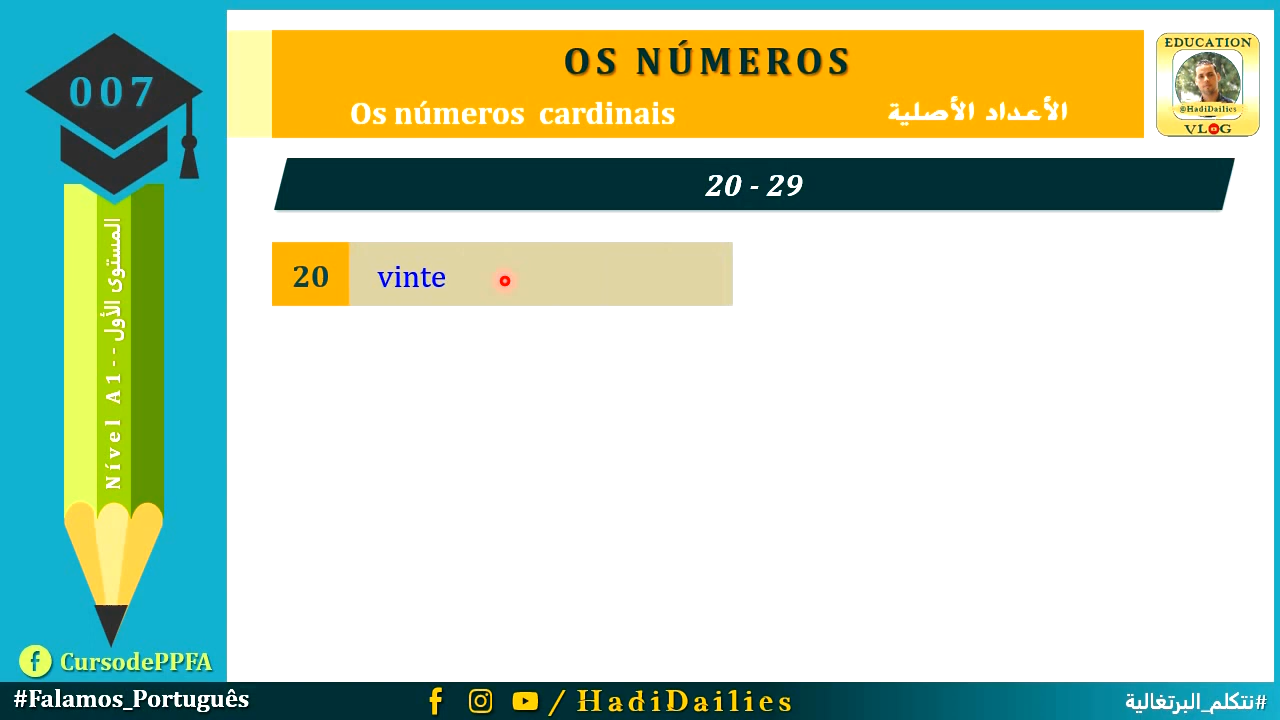 007
OS NÚMEROS
Os números cardinais
الأعداد الأصلية
EDUCATION
@HadiDailies
VLOG
20 - 29
20 vinte
Nível A1 -- المستوى الأول
CursodePPFA
#Falamos_Português
/ HadiDailies
#نتكلم_البرتغالية